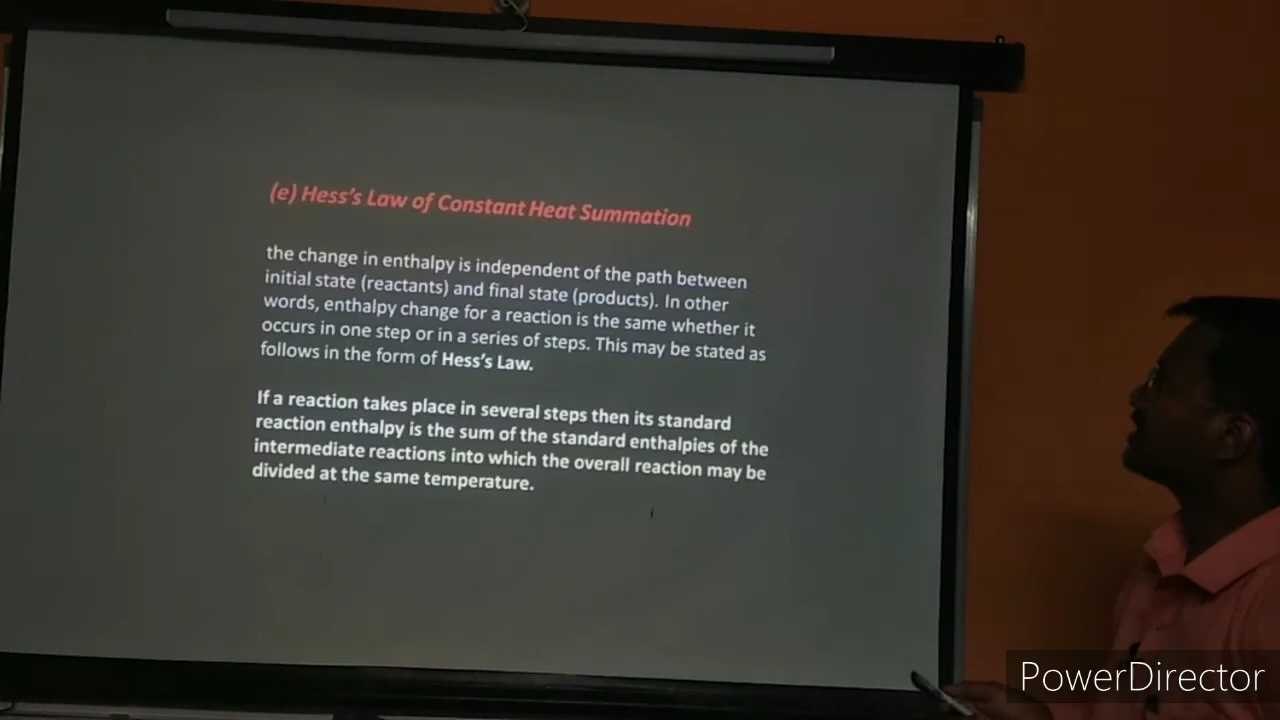 (e) Hess's Law of Constant Heat Summation
the change in enthalpy is independent of the path between
initial state (reactants) and final state (products). In other
words, enthalpy change for a reaction is the same whether it
occurs in one step or in a series of steps. This may be stated as
follows in the form of Hess's Law.
If a reaction takes place in several steps then its standard
reaction enthalpy is the sum of the standard enthalpies of the
intermediate reactions into which the overall reaction may be
divided at the same temperature.
PowerDirector